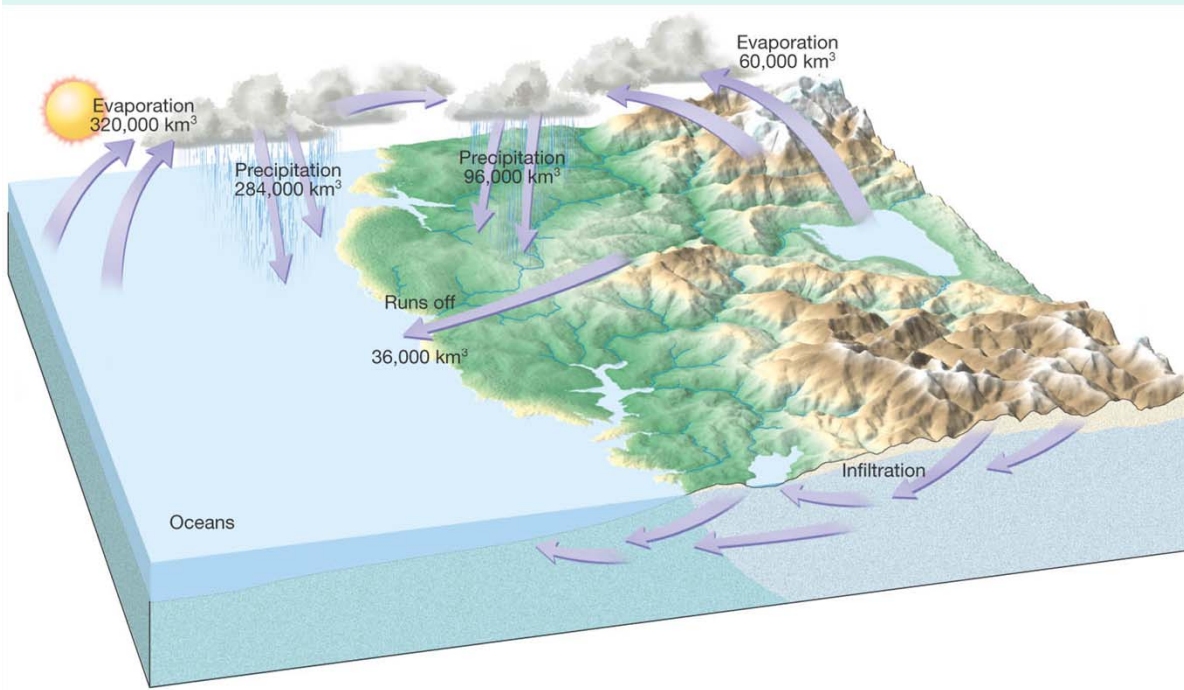 Evaporation
60,000 km³
Evaporation
320,000 km³
Precipitation
284,000 km³
Precipitation
96,000 km³
Runs off
36,000 km³
Infiltration
Oceans